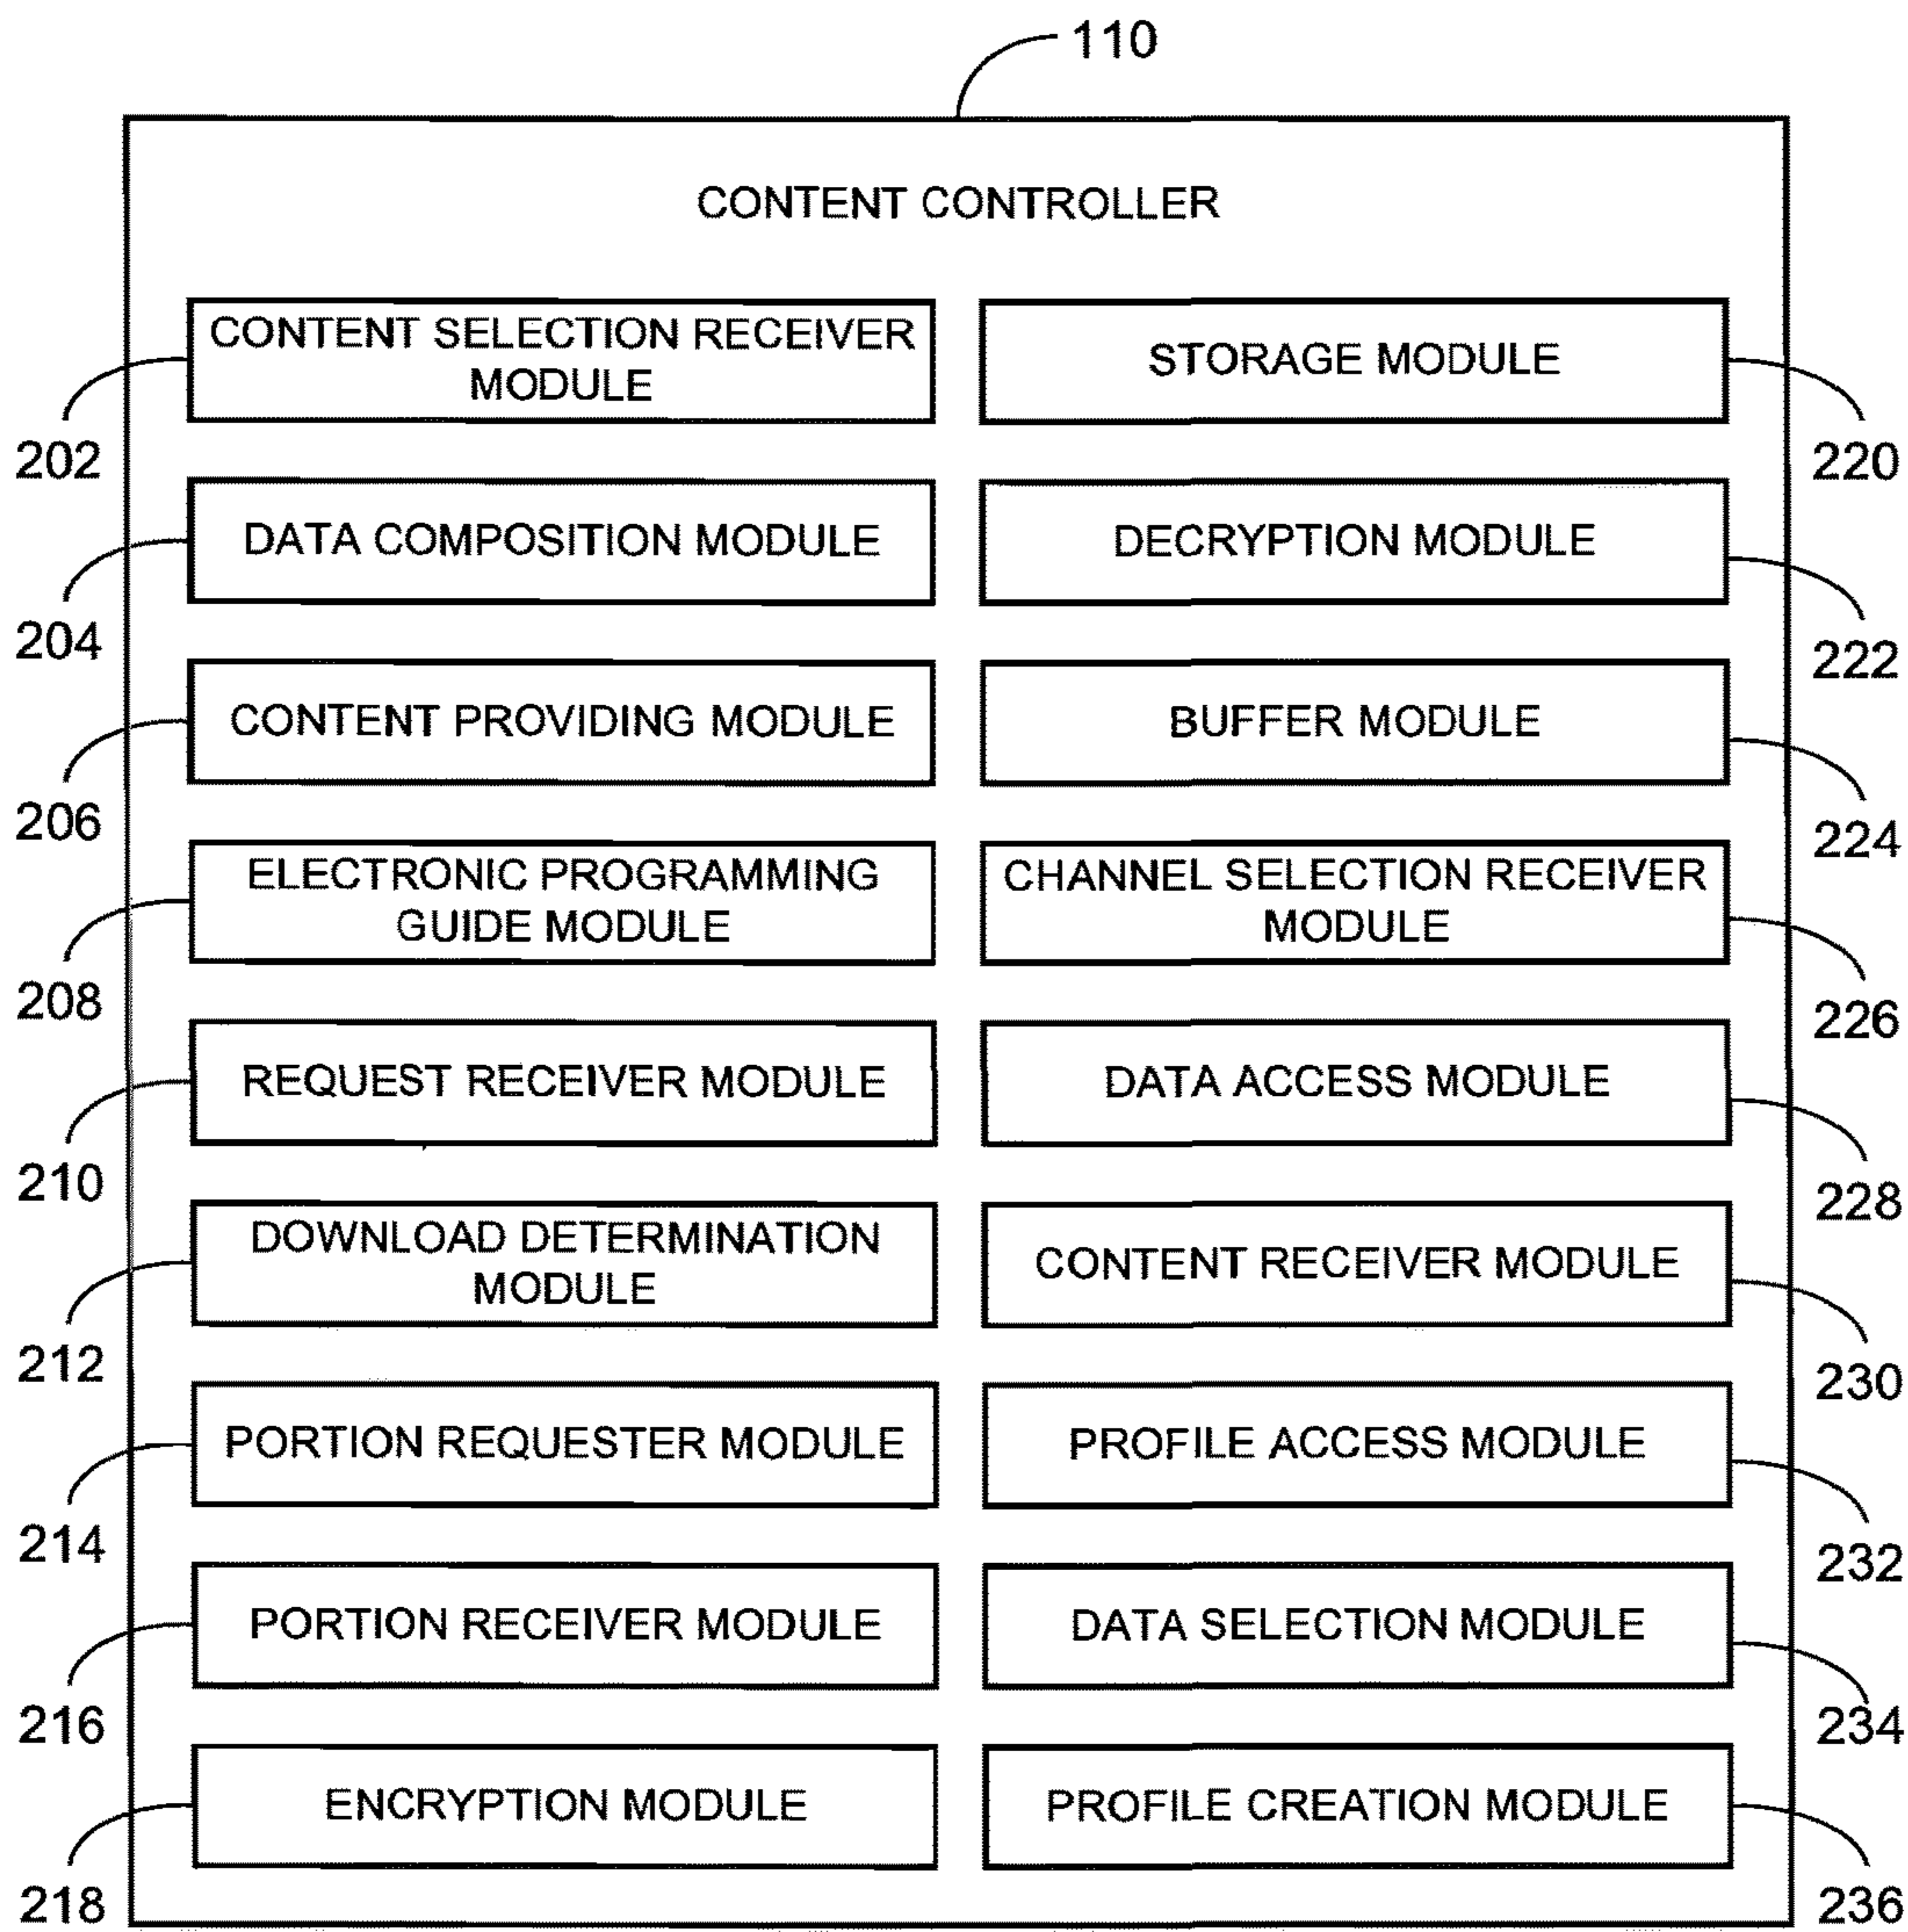 110
CONTENT CONTROLLER
CONTENT SELECTION RECEIVER
MODULE
202
STORAGE MODULE
220
DATA COMPOSITION MODULE
204
DECRYPTION MODULE
222
CONTENT PROVIDING MODULE
206
BUFFER MODULE
224
ELECTRONIC PROGRAMMING
GUIDE MODULE
208
CHANNEL SELECTION RECEIVER
MODULE
226
REQUEST RECEIVER MODULE
210
DATA ACCESS MODULE
228
DOWNLOAD DETERMINATION
MODULE
212
CONTENT RECEIVER MODULE
230
PORTION REQUESTER MODULE
214
PROFILE ACCESS MODULE
232
PORTION RECEIVER MODULE
216
DATA SELECTION MODULE
234
ENCRYPTION MODULE
218
PROFILE CREATION MODULE
236